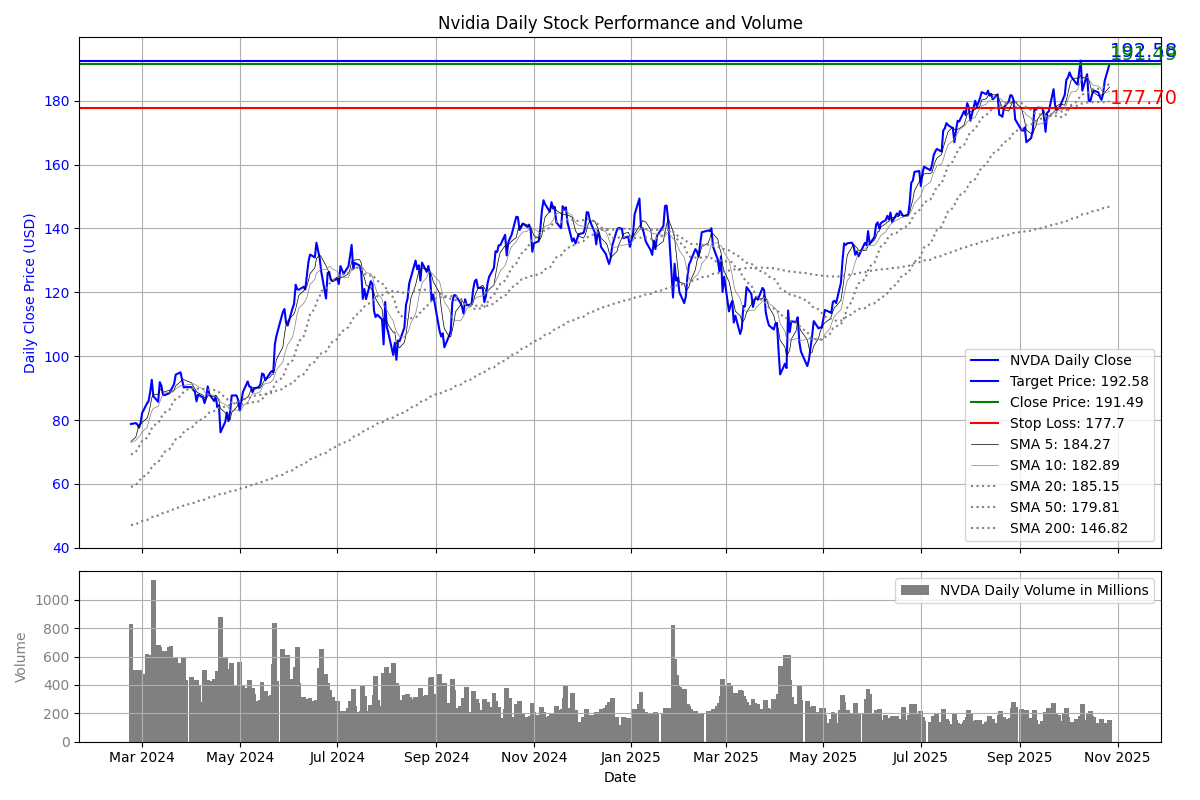 Nvidia Daily Stock Performance and Volume
192.58
191.49
177.70
Daily Close Price (USD)
180
160
140
120
100
80
60
40
NVDA Daily Close
Target Price: 192.58
Close Price: 191.49
Stop Loss: 177.7
SMA 5: 184.27
SMA 10: 182.89
SMA 20: 185.15
SMA 50: 179.81
SMA 200: 146.82
NVDA Daily Volume in Millions
Volume
1000
800
600
400
200
0
Mar 2024 May 2024 Jul 2024 Sep 2024 Nov 2024 Jan 2025 Mar 2025 May 2025 Jul 2025 Sep 2025 Nov 2025
Date